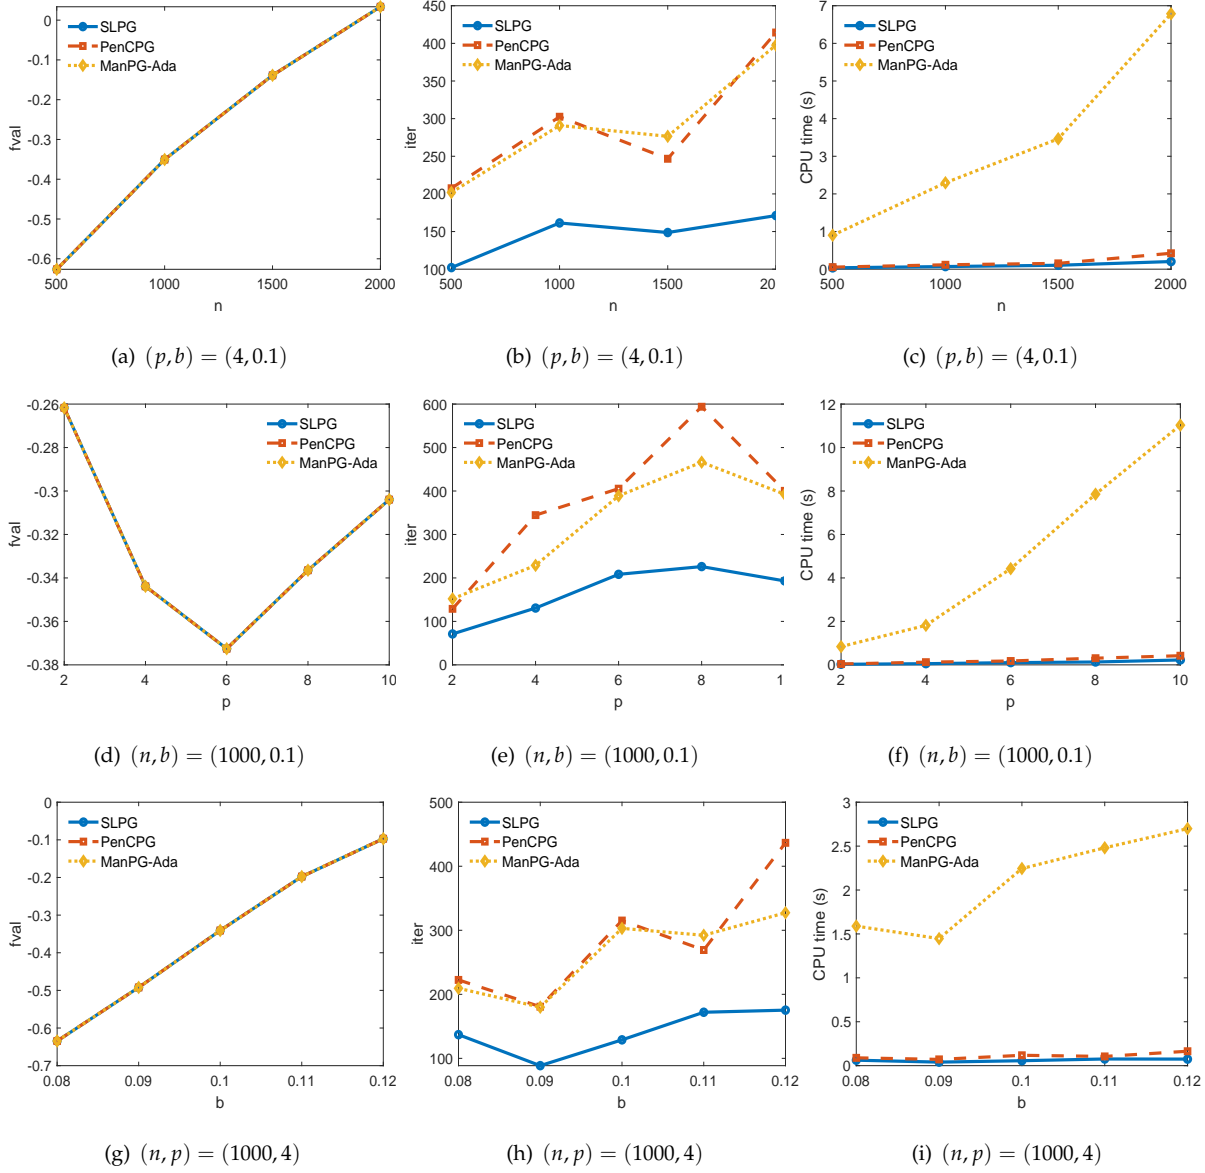 0
-0.1
-0.2
-0.3
-0.4
-0.5
-0.6
fval
SLPG
PenCPG
ManPG-Ada
500 1000 1500 2000
n
(a) (p, b) = (4, 0.1)
450
400
350
300
250
200
150
100
iter
SLPG
PenCPG
ManPG-Ada
500 1000 1500 20
n
(b) (p, b) = (4, 0.1)
7
6
5
4
3
2
1
0
CPU time (s)
SLPG
PenCPG
ManPG-Ada
500 1000 1500 2000
n
(c) (p, b) = (4, 0.1)
-0.26
-0.28
-0.3
-0.32
-0.34
-0.36
-0.38
fval
SLPG
PenCPG
ManPG-Ada
2 4 6 8 10
p
(d) (n, b) = (1000, 0.1)
600
500
400
300
200
100
0
iter
SLPG
PenCPG
ManPG-Ada
2 4 6 8 1
p
(e) (n, b) = (1000, 0.1)
12
10
8
6
4
2
0
CPU time (s)
SLPG
PenCPG
ManPG-Ada
2 4 6 8 10
p
(f) (n, b) = (1000, 0.1)
0
-0.1
-0.2
-0.3
-0.4
-0.5
-0.6
-0.7
fval
SLPG
PenCPG
ManPG-Ada
0.08 0.09 0.1 0.11 0.12
b
(g) (n, p) = (1000, 4)
500
400
300
200
100
iter
SLPG
PenCPG
ManPG-Ada
0.08 0.09 0.1 0.11 0.12
b
(h) (n, p) = (1000, 4)
3
2.5
2
1.5
1
0.5
0
CPU time (s)
SLPG
PenCPG
ManPG-Ada
0.08 0.09 0.1 0.11 0.12
b
(i) (n, p) = (1000, 4)